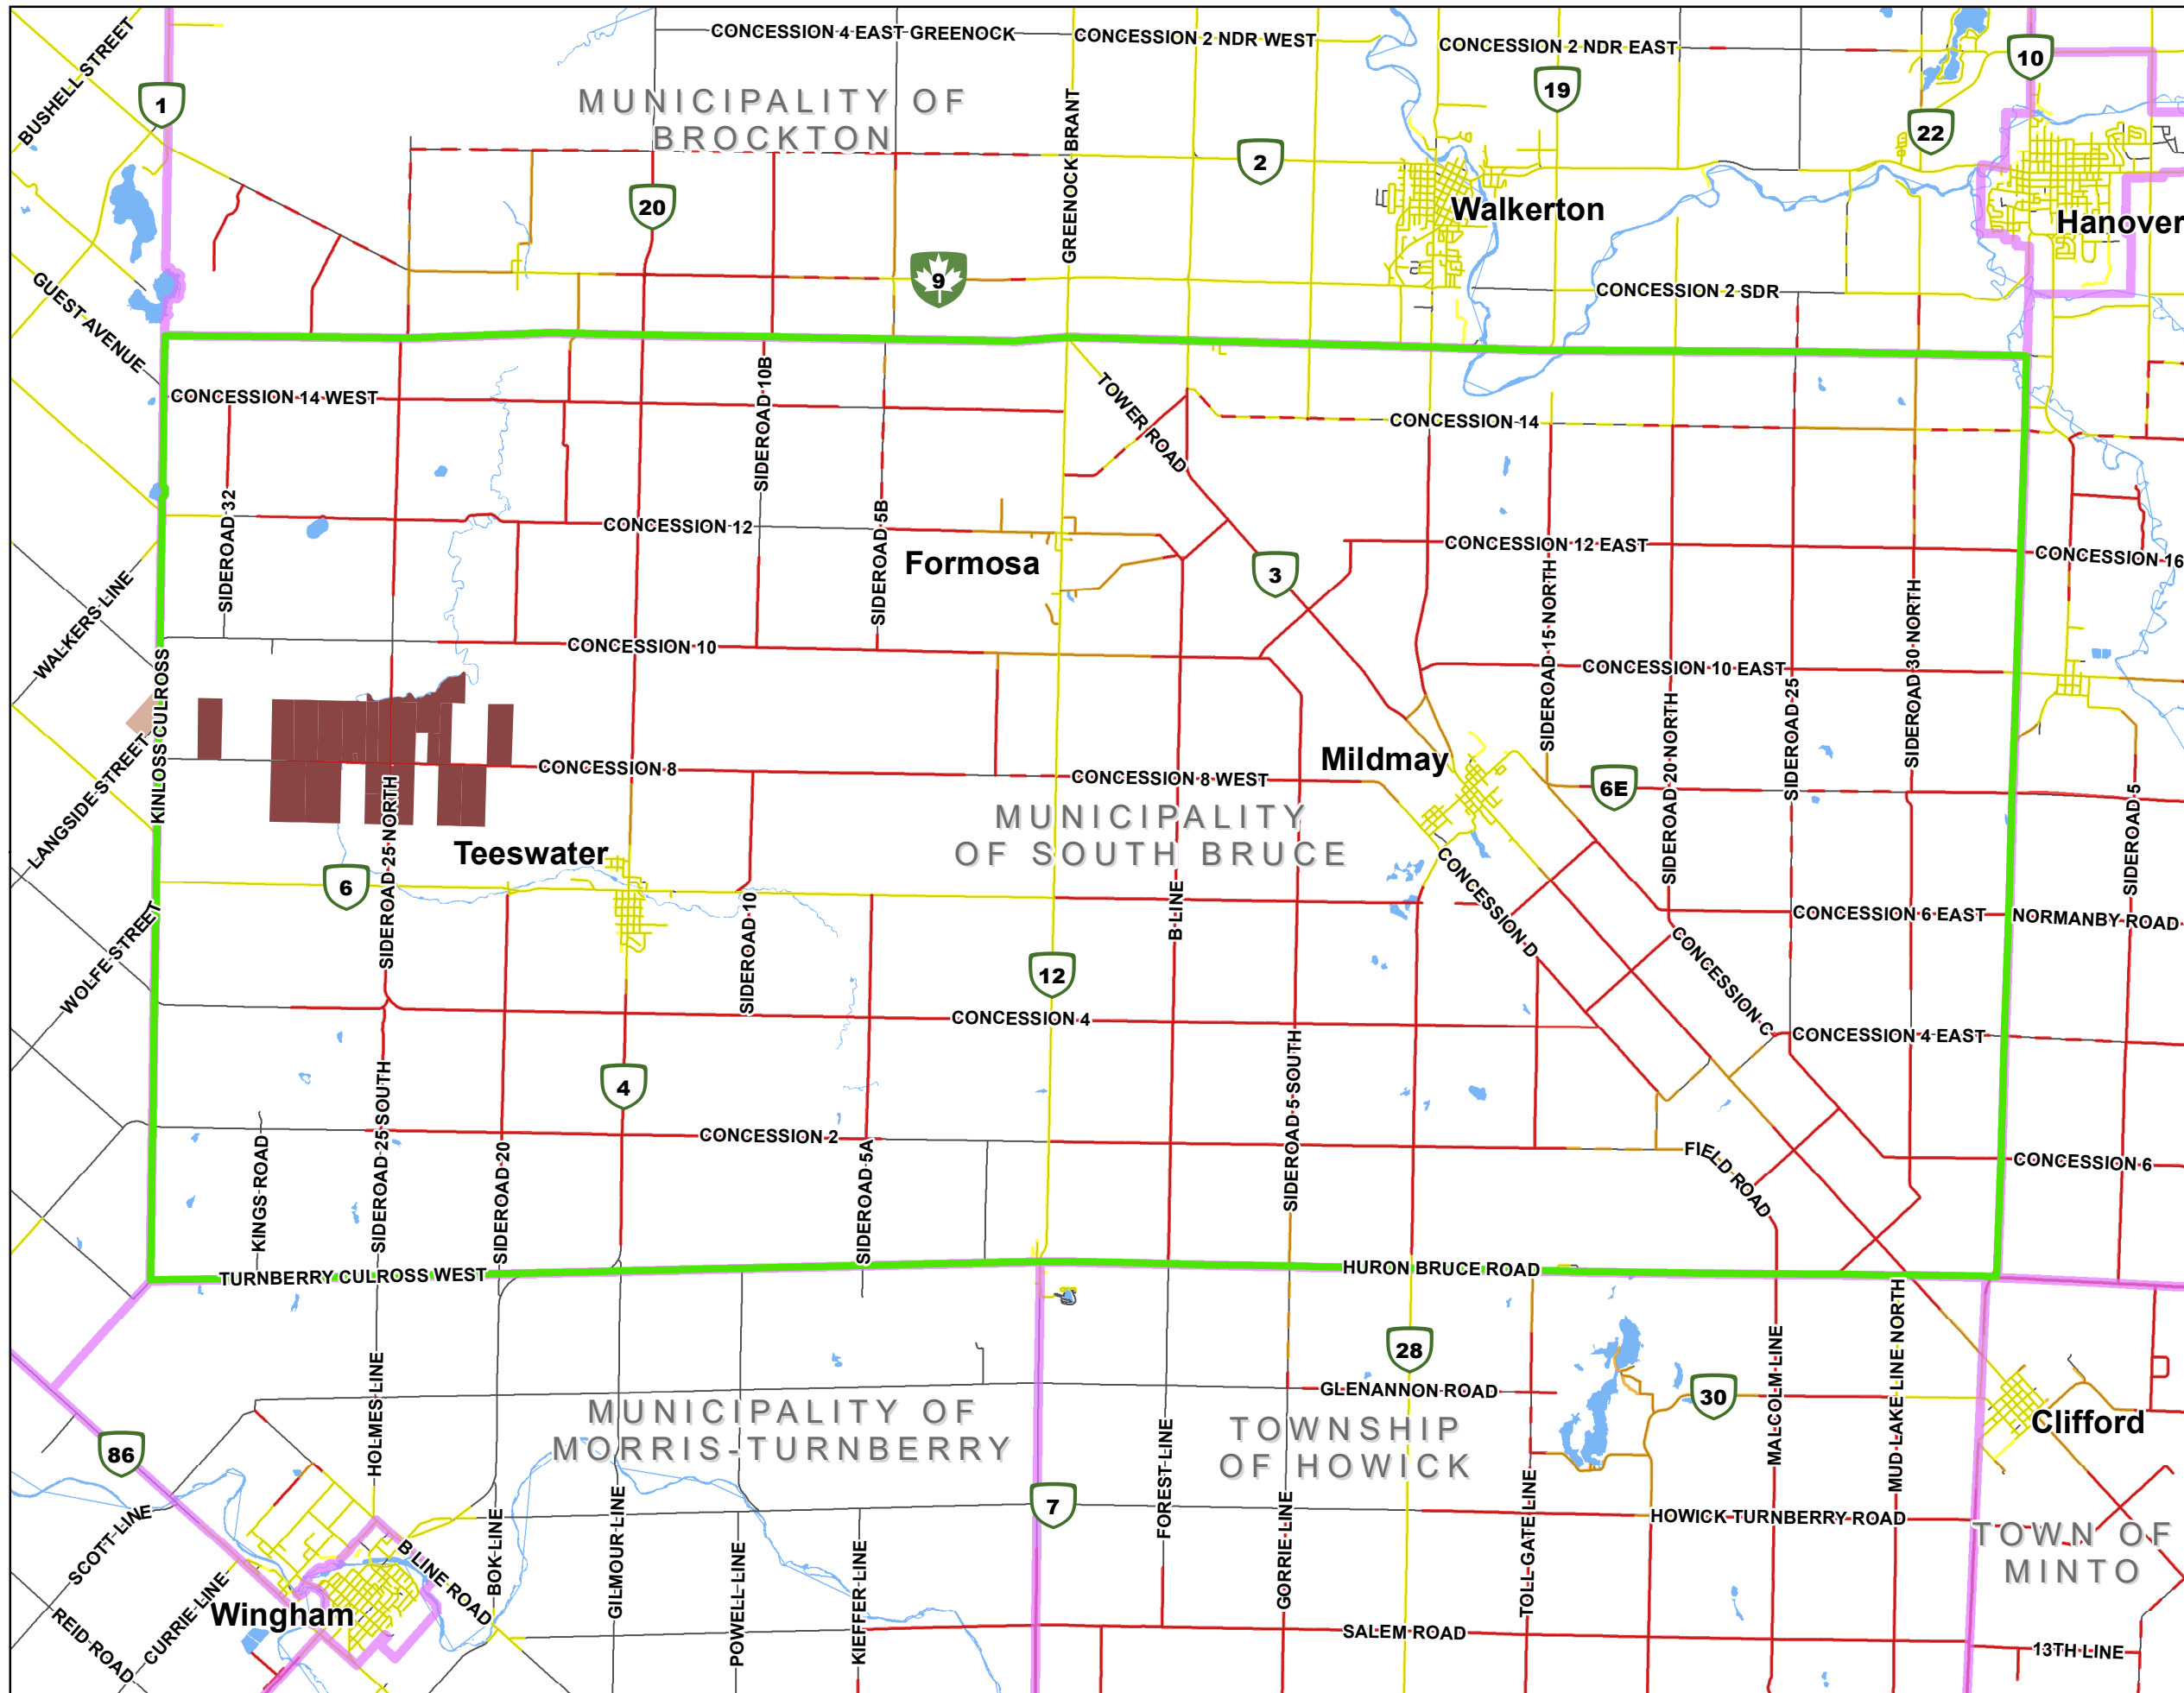 BUSHELL STREET
CONCESSION 4 EAST GREENOCK
CONCESSION 2 NDR WEST
CONCESSION 2 NDR EAST
10
1
MUNICIPALITY OF
BROCKTON
19
22
2
GREENOCK BRANT
20
Walkerton
Hanover
9
CONCESSION 2 SDR
GUEST AVENUE
CONCESSION 14 WEST
SIDEROAD 10B
TOWER ROAD
CONCESSION 14
SIDEROAD 32
CONCESSION 12
SIDEROAD 5B
Formosa
3
CONCESSION 12 EAST
CONCESSION 16
WALKERS LINE
CONCESSION 10
SIDEROAD 15 NORTH
CONCESSION 10 EAST
SIDEROAD 30 NORTH
KINLOSS CULROSS
SIDEROAD 20 NORTH
SIDEROAD 25
LANGSIDE STREET
CONCESSION 8
CONCESSION 8 WEST
Mildmay
6E
SIDEROAD 25 NORTH
MUNICIPALITY
OF SOUTH BRUCE
SIDEROAD 5
Teeswater
6
CONCESSION D
B LINE
CONCESSION 6 EAST
NORMANBY ROAD
WOLFE STREET
SIDEROAD 10
12
CONCESSION C
CONCESSION 4
CONCESSION 4 EAST
4
SIDEROAD 25 SOUTH
SIDEROAD 5 SOUTH
CONCESSION 2
KINGS ROAD
SIDEROAD 20
SIDEROAD 5A
FIELD ROAD
CONCESSION 6
TURNBERRY CULROSS WEST
HURON BRUCE ROAD
28
HOLMES LINE
GLENANNON ROAD
30
MALCOLM LINE
MUD LAKE LINE NORTH
Clifford
MUNICIPALITY OF
MORRIS-TURNBERRY
TOWNSHIP
OF HOWICK
86
7
FOREST LINE
SCOTT LINE
B LINE ROAD
BOK LINE
GILMOUR LINE
POWELL LINE
KIEFFER LINE
GORRIE LINE
TOLL GATE LINE
HOWICK TURNBERRY ROAD
TOWN OF
MINTO
Wingham
REID ROAD
CURRIE LINE
SALEM ROAD
13TH LINE